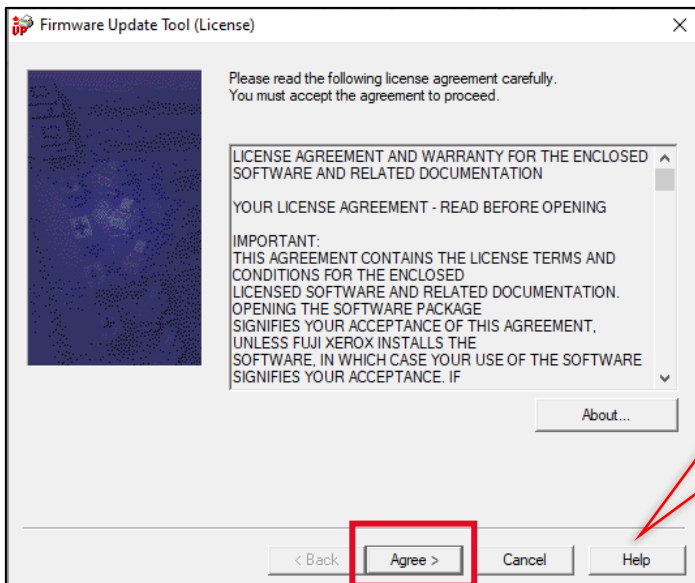 Firmware Update Tool (License)
Please read the following license agreement carefully.
You must accept the agreement to proceed.
LICENSE AGREEMENT AND WARRANTY FOR THE ENCLOSED
SOFTWARE AND RELATED DOCUMENTATION
YOUR LICENSE AGREEMENT - READ BEFORE OPENING
IMPORTANT:
THIS AGREEMENT CONTAINS THE LICENSE TERMS AND
CONDITIONS FOR THE ENCLOSED
LICENSED SOFTWARE AND RELATED DOCUMENTATION.
OPENING THE SOFTWARE PACKAGE
SIGNIFIES YOUR ACCEPTANCE OF THIS AGREEMENT,
UNLESS FUJI XEROX INSTALLS THE
SOFTWARE, IN WHICH CASE YOUR USE OF THE SOFTWARE
SIGNIFIES YOUR ACCEPTANCE. IF
About...
< Back
Agree >
Cancel
Help